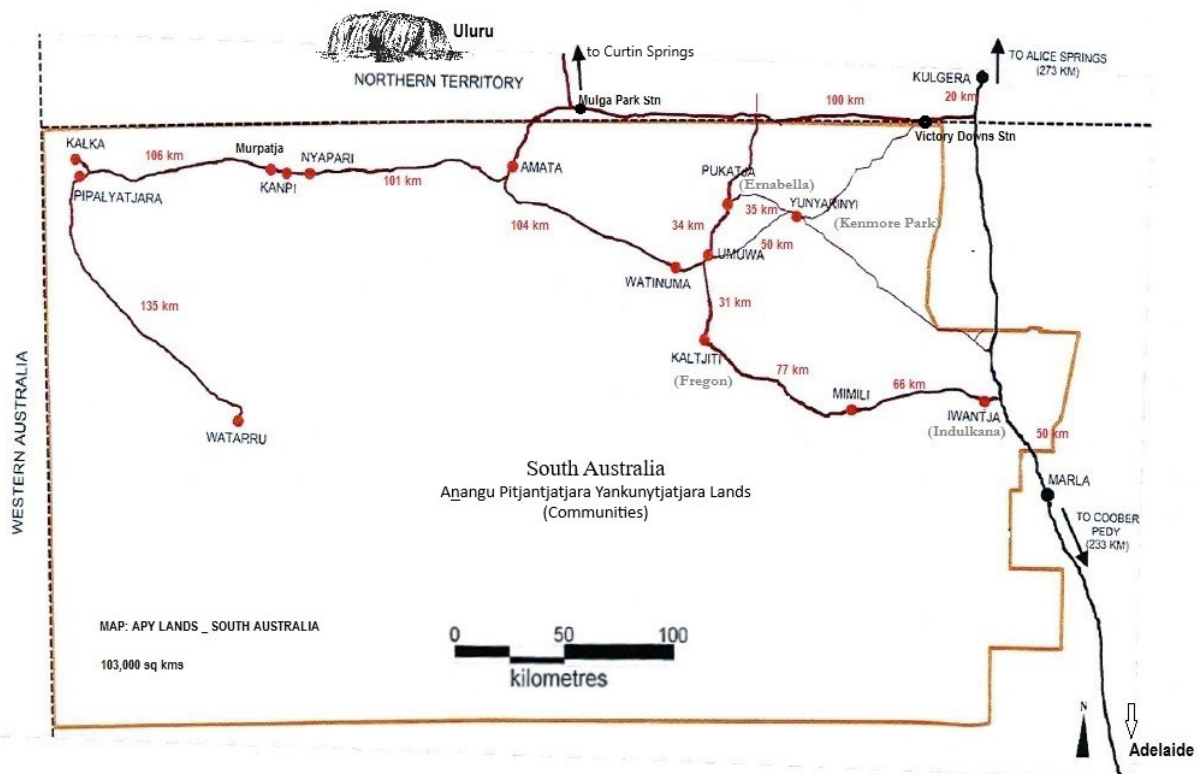 Uluru
to Curtin Springs
TO ALICE SPRINGS
(273 KM)
NORTHERN TERRITORY
KULGERA
Mulga Park Stn
100 km
20 km
Victory Downs Stn
KALKA
106 km
Murpatja
NYAPARI
AMATA
PUKATJA
(Ernabella)
PIPALYATJARA
KANPI
101 km
35 km
YUNYARINYI
(Kenmore Park)
104 km
34 km
50 km
UMUWA
WATINUMA
135 km
31 km
KALTJITI
(Fregon)
77 km
66 km
MIMILI
IWANTJA
(Indulkana)
50 km
WATARRU
WESTERN AUSTRALIA
South Australia
Anangu Pitjantjatjara Yankunytjatjara Lands
(Communities)
MARLA
TO COOBER
PEDY
(233 KM)
MAP: APY LANDS _ SOUTH AUSTRALIA
103,000 sq kms
0 50 100
kilometres
N
Adelaide